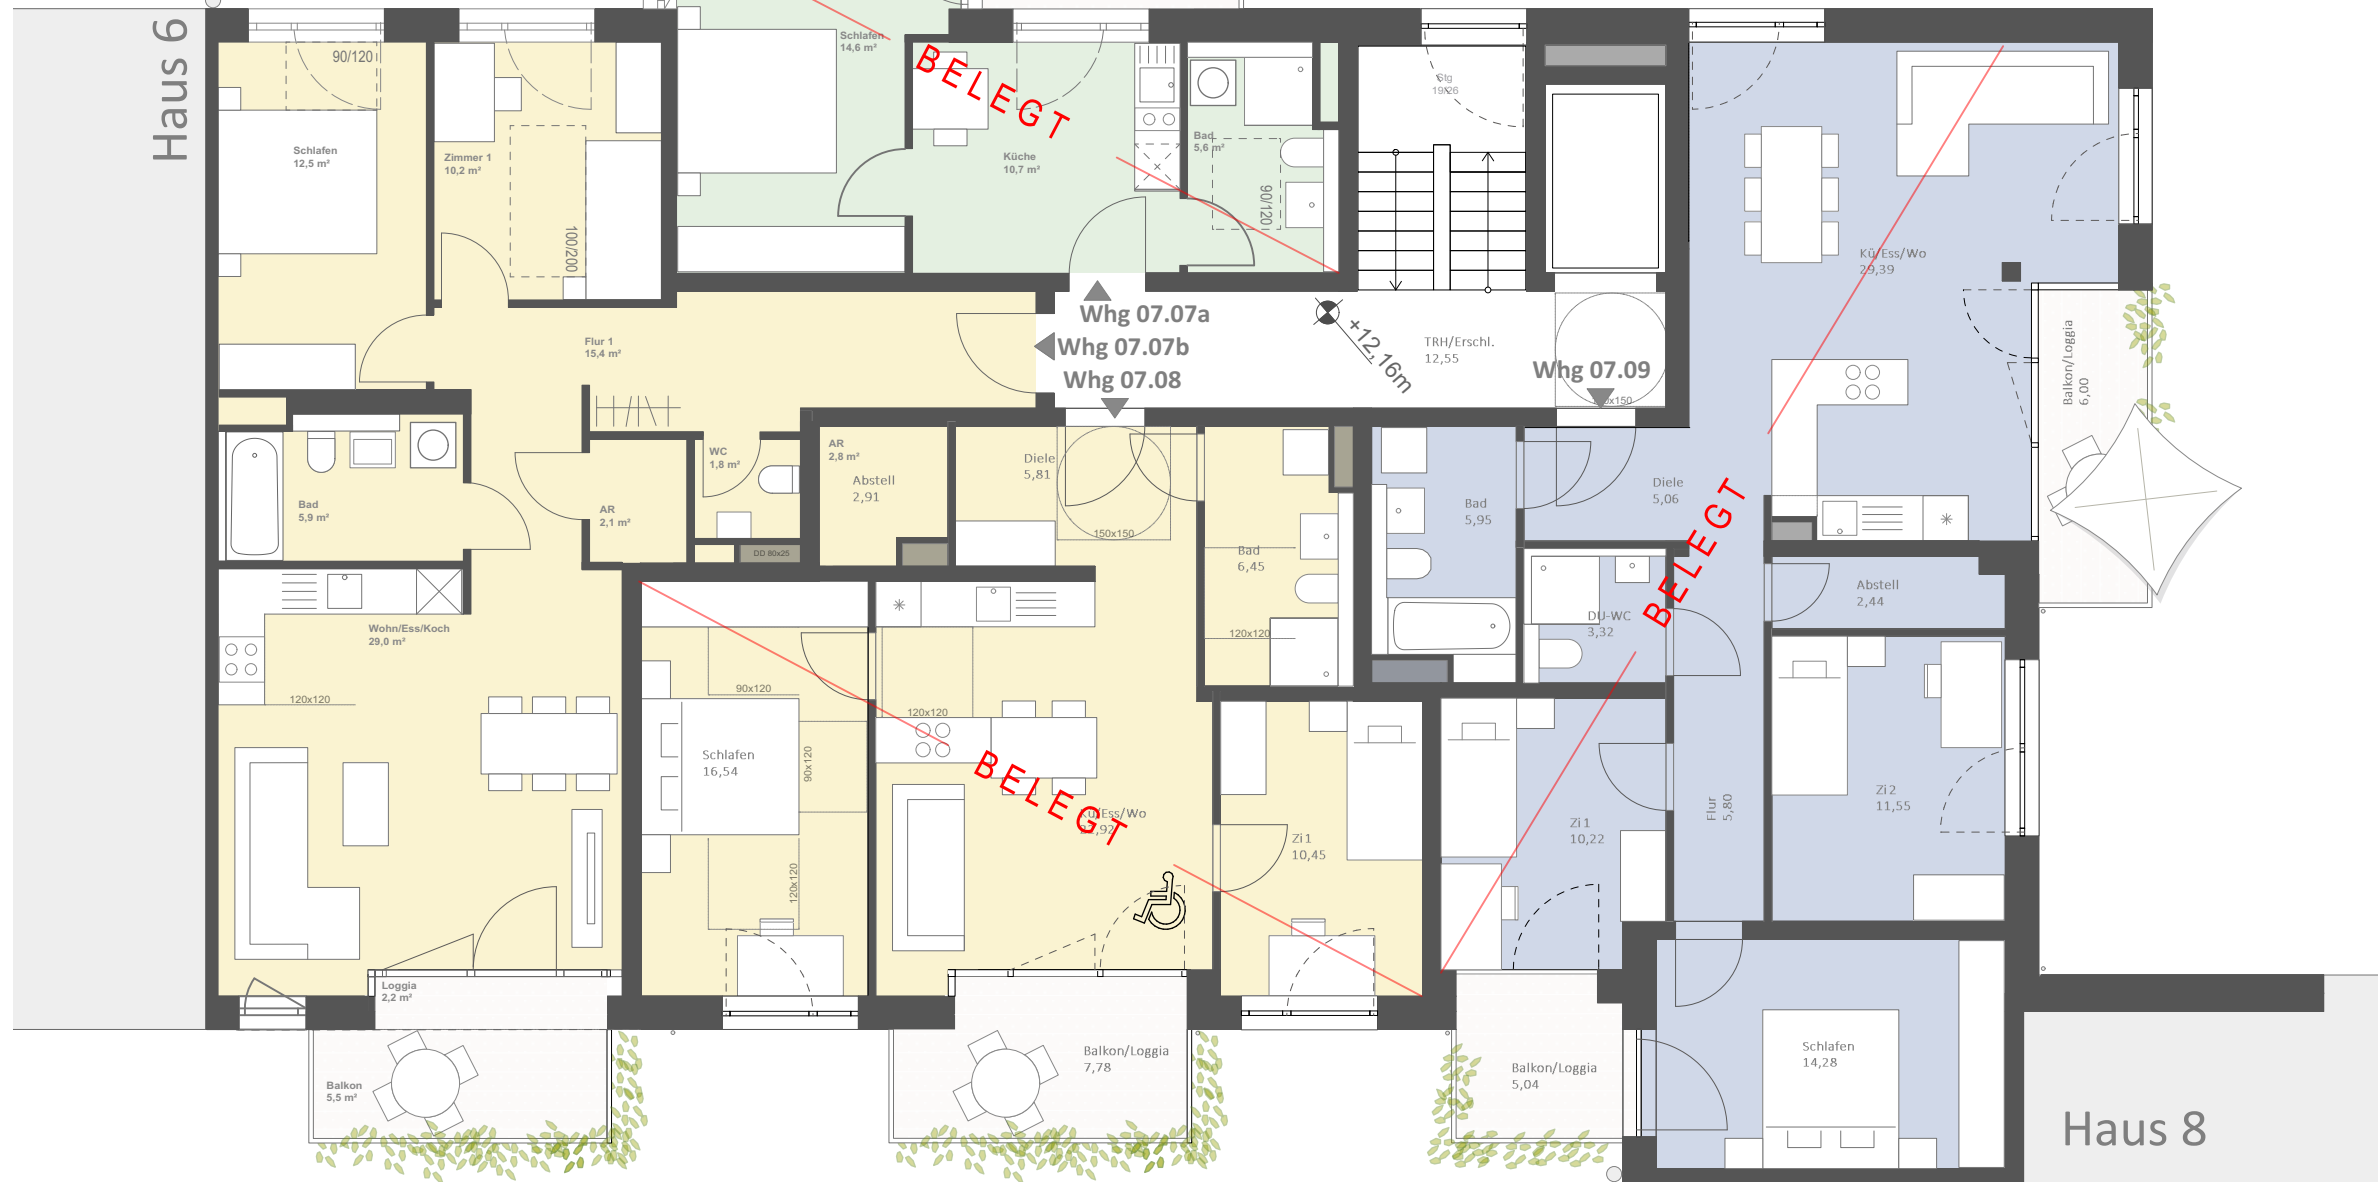 Haus 6
90/120
Schlafen
12,5 m²
Zimmer 1
10,2 m²
100/200
Schlafen
14,6 m²
BELEGT
Küche
10,7 m²
Bad
5,6 m²
90/120
Stg
Kü/Ess/Wo
29,39
Balkon/Loggia
6,00
Whg 07.07a
Whg 07.07b
Whg 07.08
+12,16m
TRH/Erschl.
12,55
Whg 07.09
Flur 1
15,4 m²
WC
1,8 m²
AR
2,8 m²
Abstell
2,91
Diele
5,81
150x150
Bad
6,45
120x120
Bad
5,95
Diele
5,06
BELEGT
DU-WC
3,32
Abstell
2,44
Bad
5,9 m²
AR
2,1 m²
DD 80x25
Wohn/Ess/Koch
29,0 m²
120x120
90x120
Schlafen
16,54
90x120
120x120
120x120
BELEGT
Kü/Ess/Wo
Zi 1
10,45
Zi 1
10,22
Flur
5,80
Zi 2
11,55
Loggia
2,2 m²
Balkon
5,5 m²
Balkon/Loggia
7,78
Balkon/Loggia
5,04
Schlafen
14,28
Haus 8